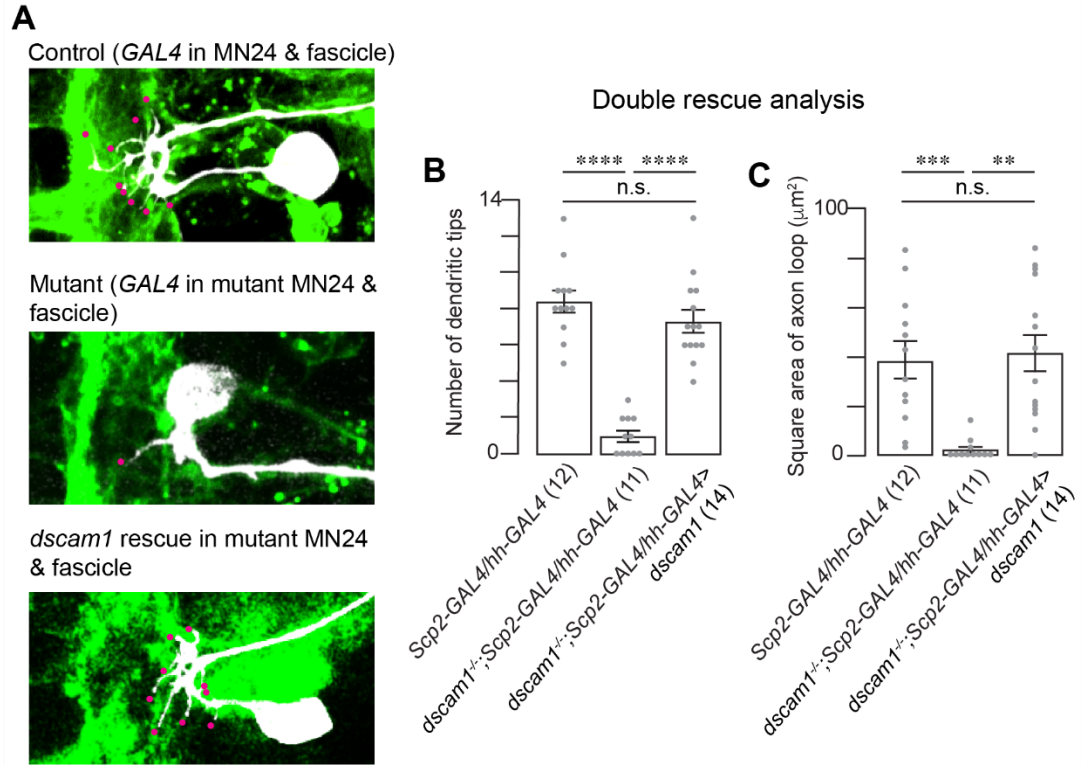 A
Control (GAL4 in MN24 & fascicle)
Mutant (GAL4 in mutant MN24 &
fascicle)
dscam1 rescue in mutant MN24
& fascicle
Double rescue analysis
B
**** ****
n.s.
14
0
Number of dendritic tips
Scp2-GAL4/hh-GAL4 (12)
dscam1-/-;Scp2-GAL4/hh-GAL4 (11)
dscam1-/-;Scp2-GAL4/hh-GAL4>
dscam1 (14)
C
*** **
n.s.
100
0
Square area of axon loop (μm²)
Scp2-GAL4/hh-GAL4 (12)
dscam1-/-;Scp2-GAL4/hh-GAL4 (11)
dscam1-/-;Scp2-GAL4/hh-GAL4>
dscam1 (14)